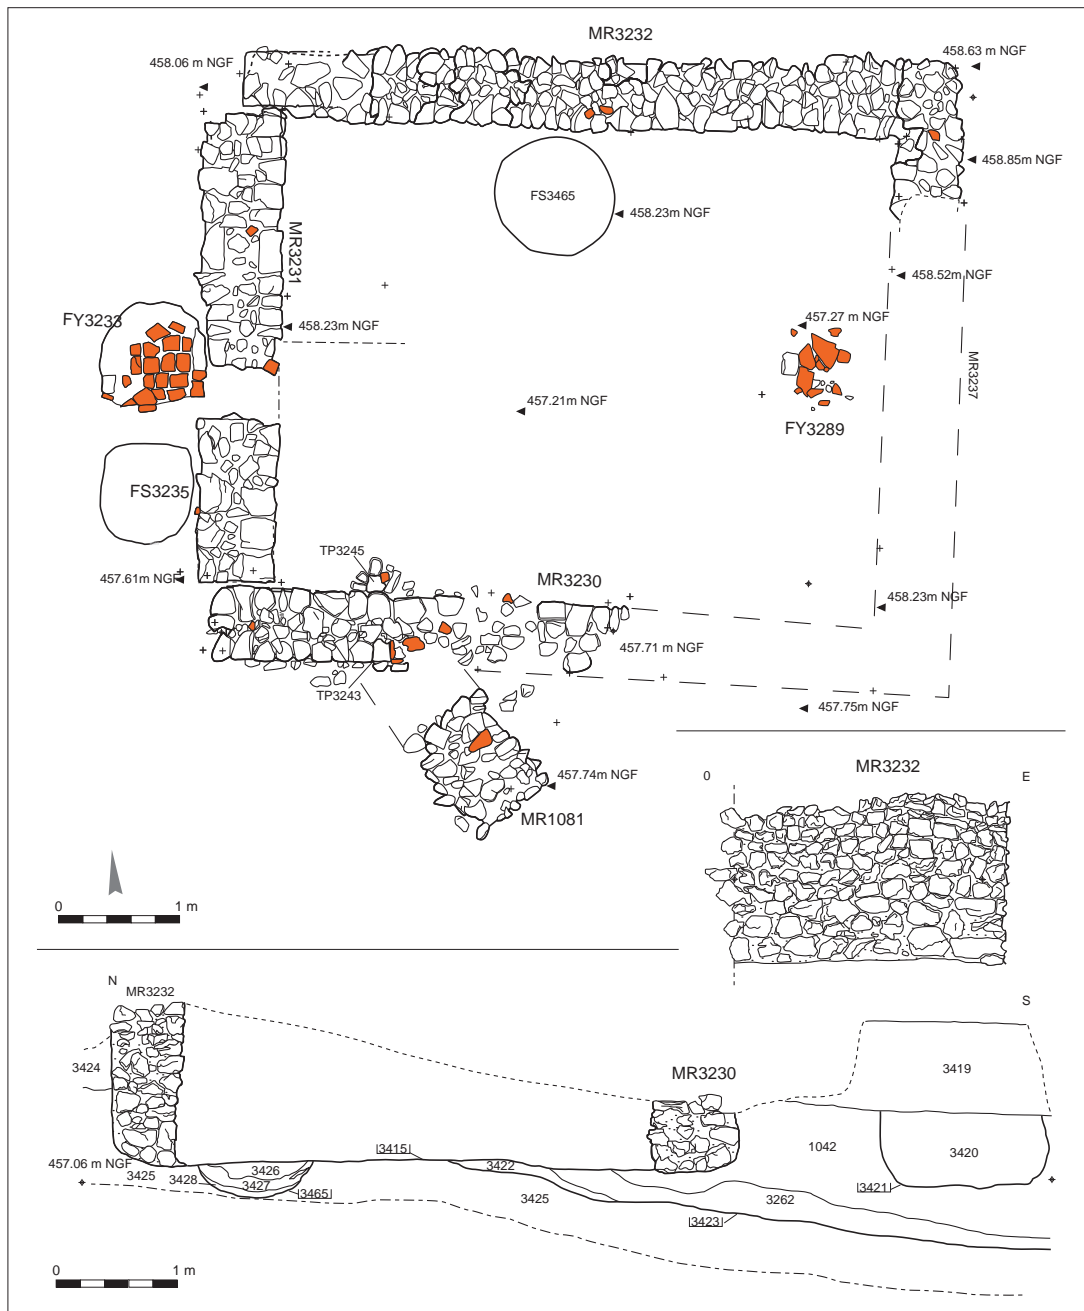 MR3232
458.06 m NGF
458.63 m NGF
458.85m NGF
FS3465
458.23m NGF
MR3231
458.52m NGF
FY3233
458.23m NGF
457.27 m NGF
MR3237
457.21m NGF
FY3289
FS3235
TP3245
MR3230
457.61m NGF
458.23m NGF
457.71 m NGF
TP3243
457.75m NGF
457.74m NGF
MR1081
MR3232
0
E
0
1 m
N
MR3232
S
3424
MR3230
3419
1042
3420
3415
457.06 m NGF
3425
3428
3426
3427
3465
3422
3425
3262
3421
3423
0
1 m